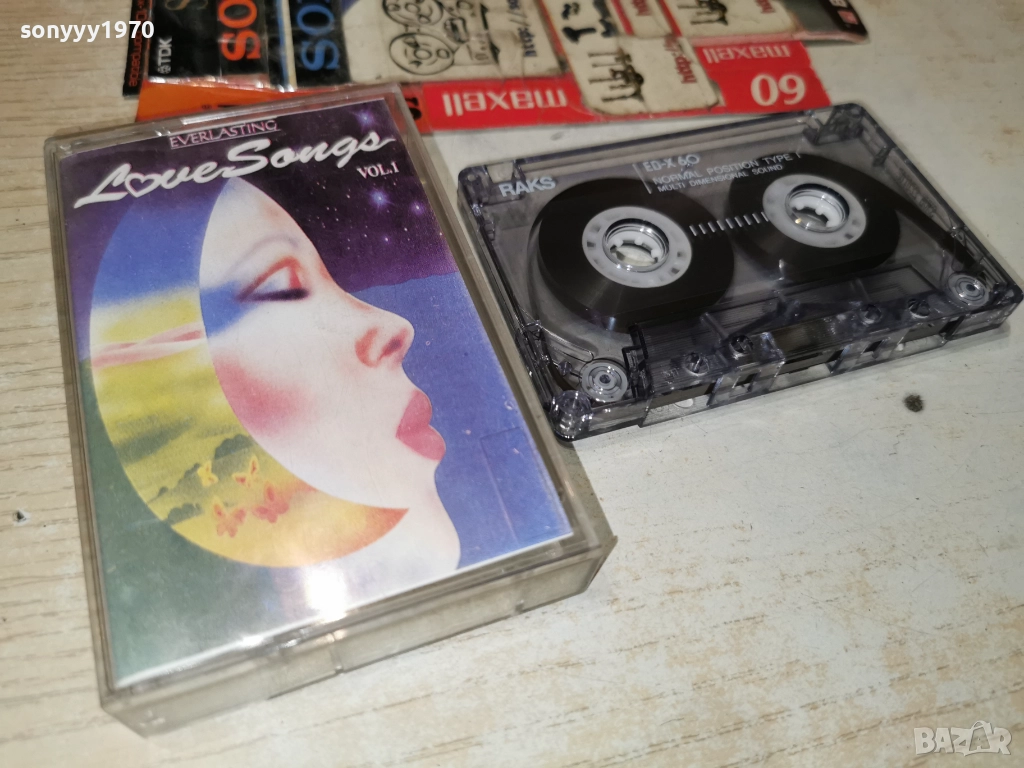 sonyyy1970
TDK
SO
SO
maxell
maxell
60
EVERLASTING
Love Songs
VOL.1
RAKS
ED-X 60
NORMAL POSITION TYPE I
MULTI DIMENSIONAL SOUND
BAZAR